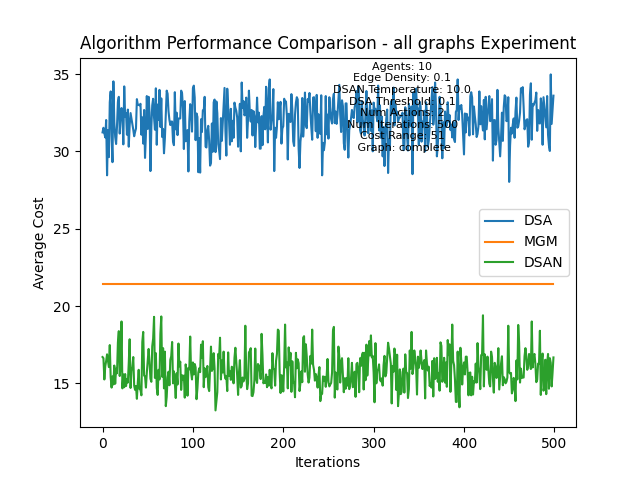 Algorithm Performance Comparison - all graphs Experiment
Agents: 10
Edge Density: 0.1
DSAN Temperature: 10.0
DSA Threshold: 0.1
Num Actions: 2
Num Iterations: 500
Cost Range: 51
Graph: complete
Average Cost
35
30
25
20
15
DSA
MGM
DSAN
0
100
200
300
400
500
Iterations